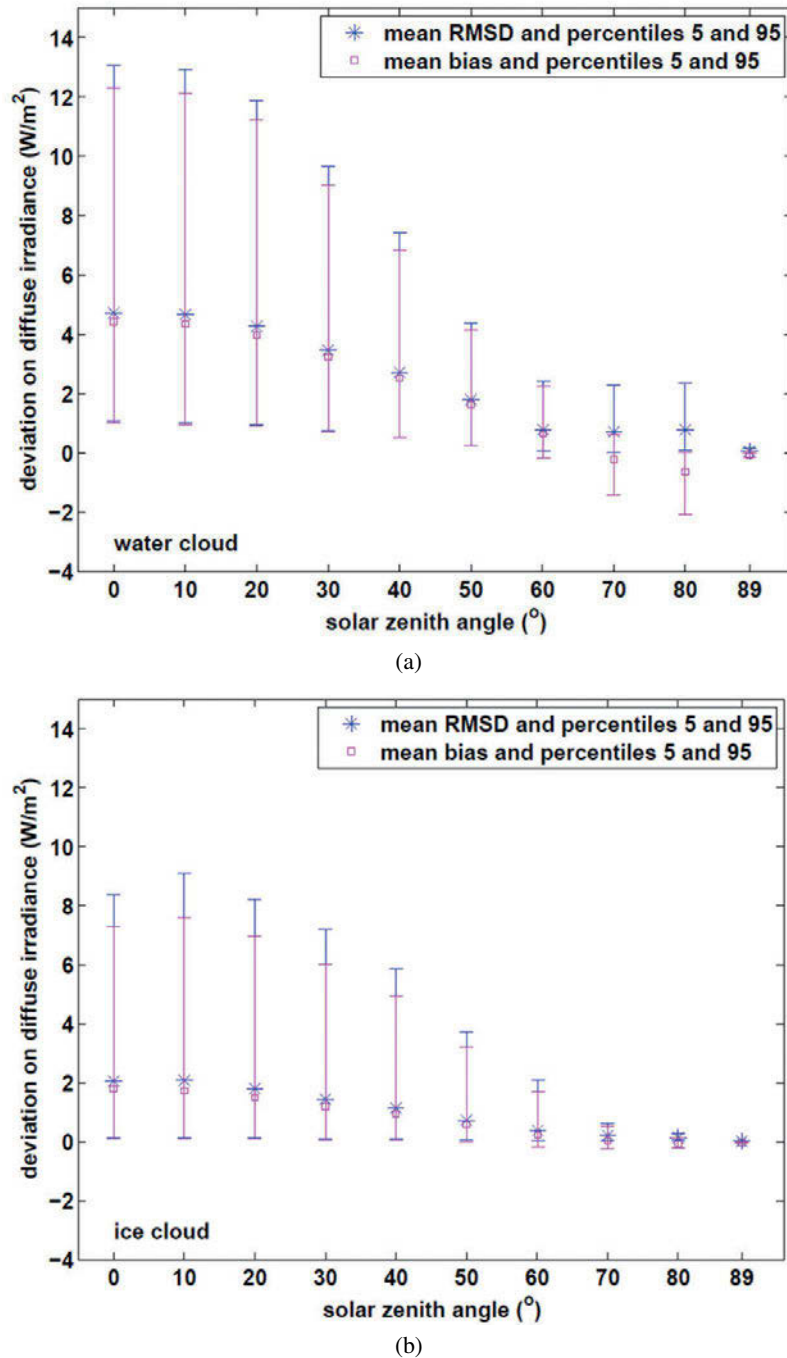 14
12
10
8
6
4
2
0
−2
−4
deviation on diffuse irradiance (W/m²)
mean RMSD and percentiles 5 and 95
mean bias and percentiles 5 and 95
water cloud
0 10 20 30 40 50 60 70 80 89
solar zenith angle (°)
(a)
14
12
10
8
6
4
2
0
−2
−4
deviation on diffuse irradiance (W/m²)
mean RMSD and percentiles 5 and 95
mean bias and percentiles 5 and 95
ice cloud
0 10 20 30 40 50 60 70 80 89
solar zenith angle (°)
(b)